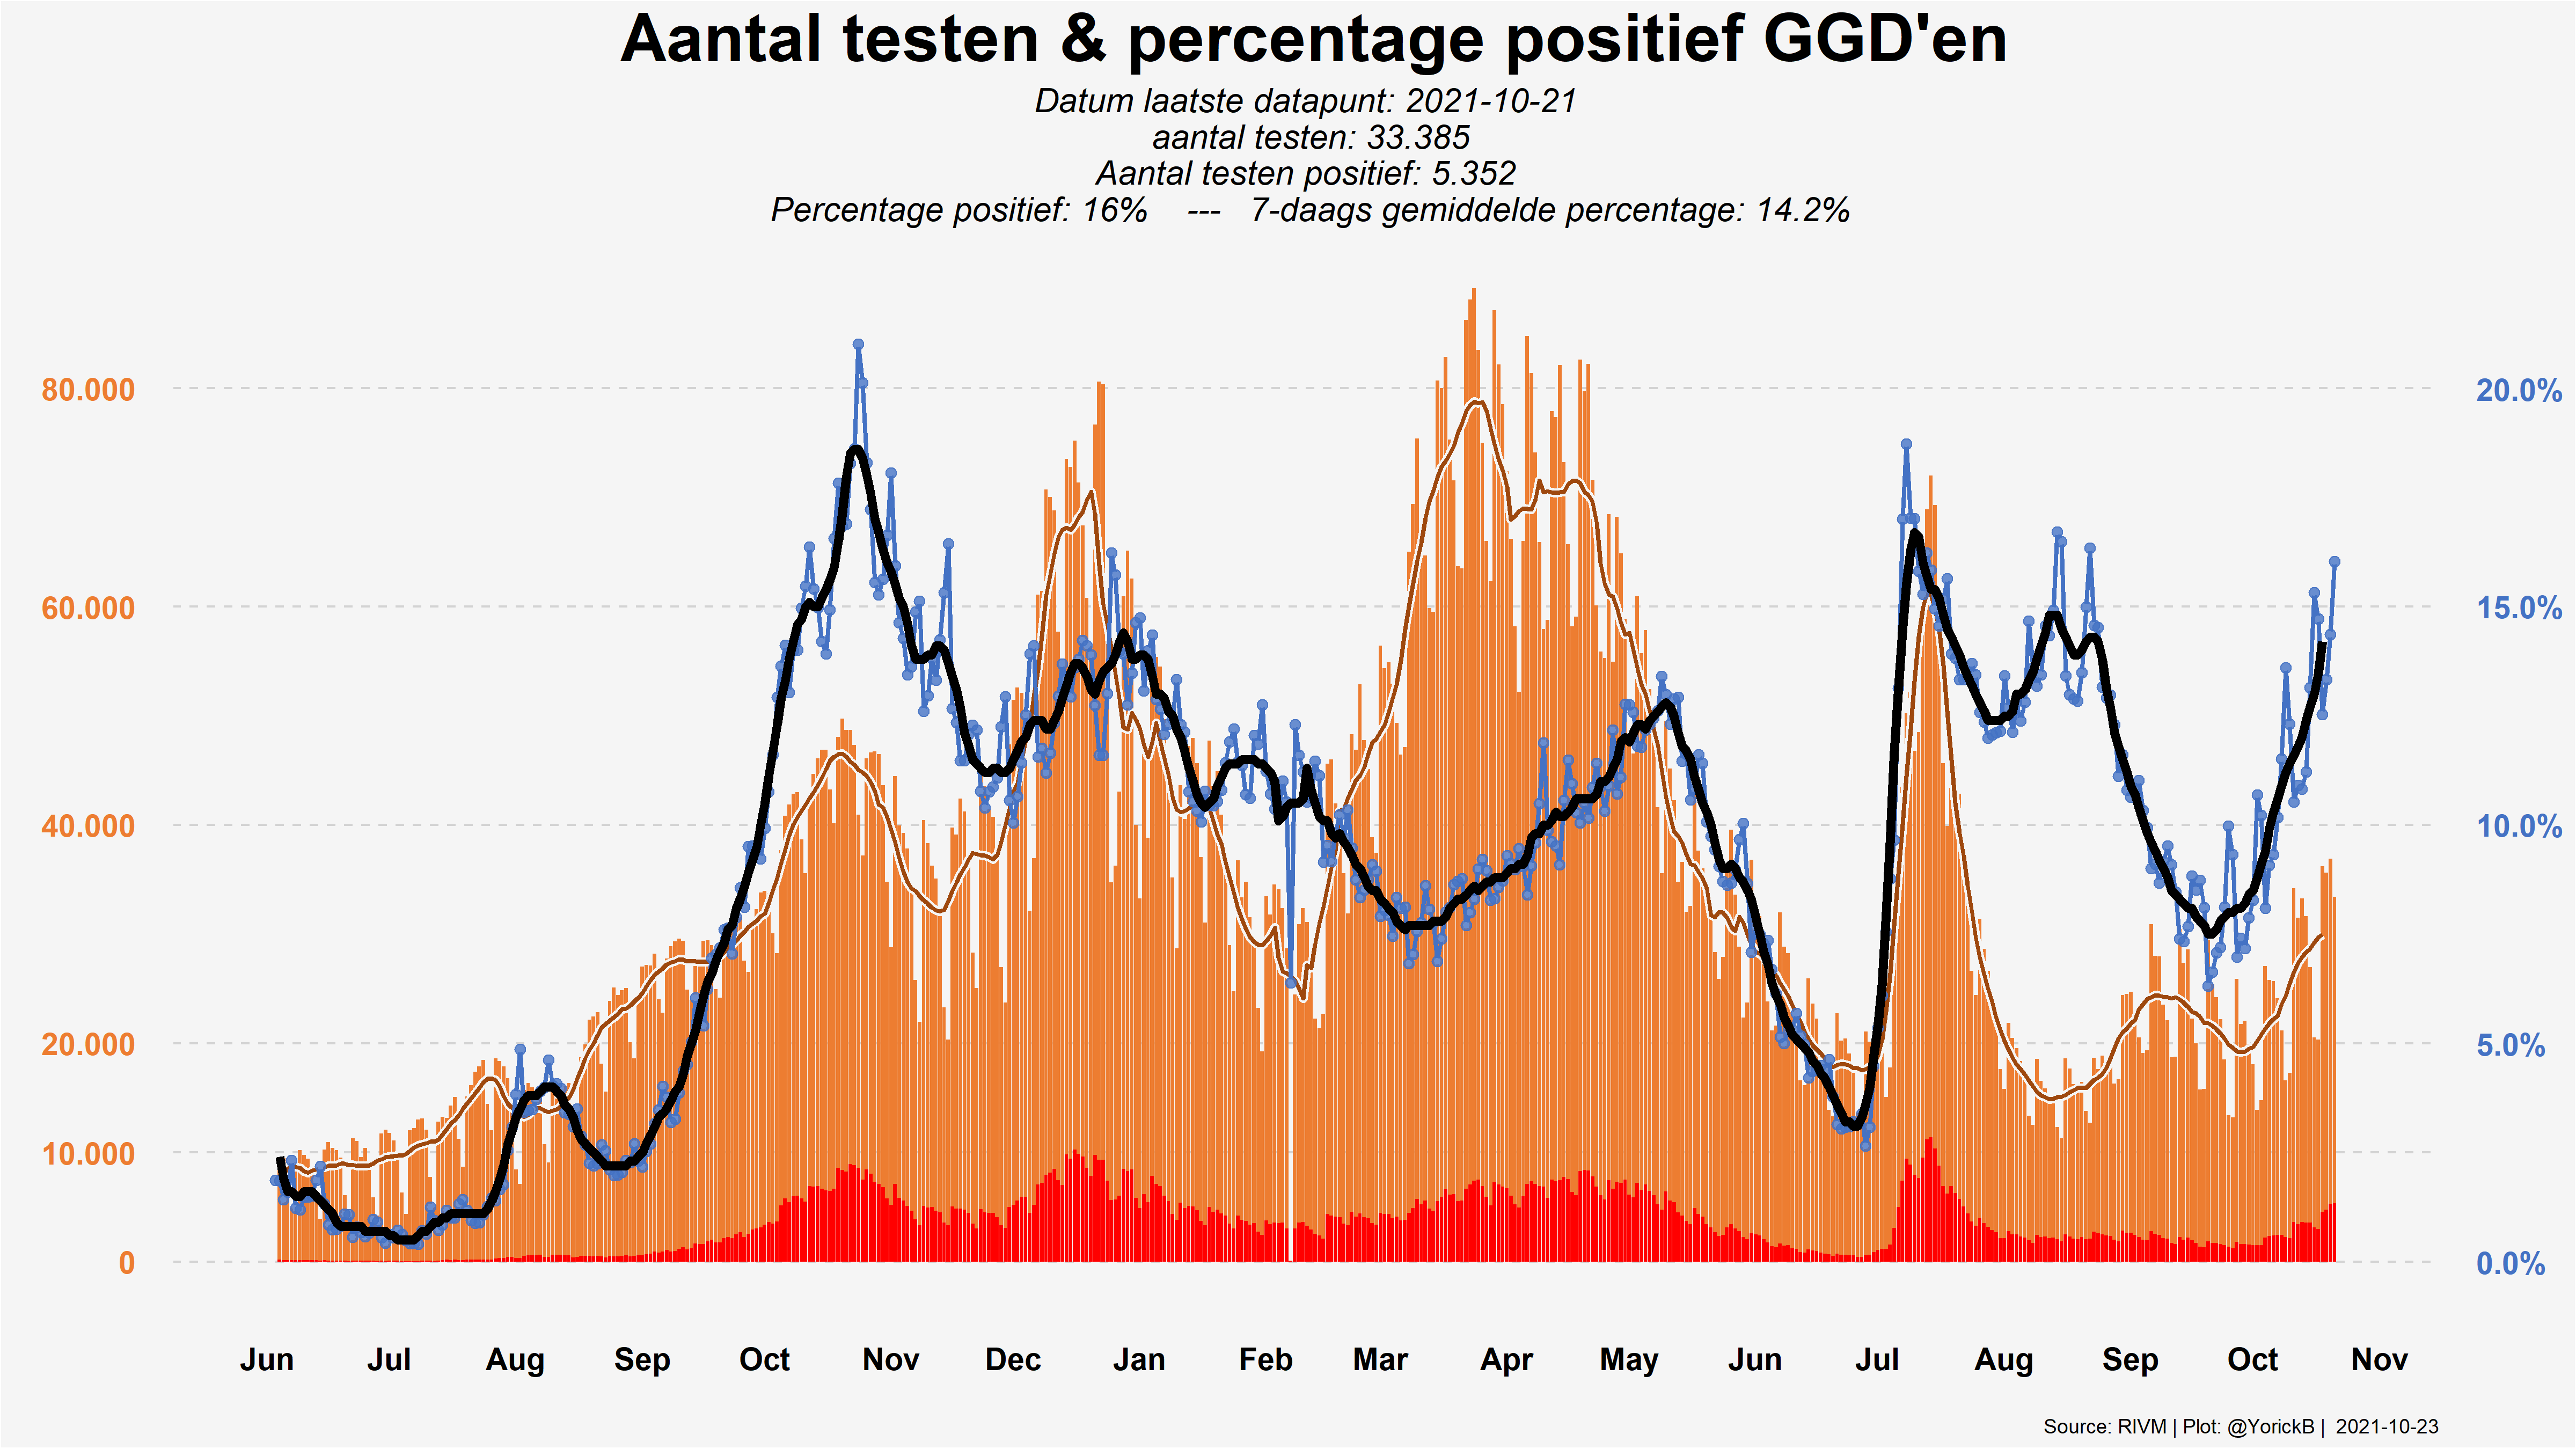 Aantal testen & percentage positief GGD'en
Datum laatste datapunt: 2021-10-21
aantal testen: 33.385
Aantal testen positief: 5.352
Percentage positief: 16% --- 7-daags gemiddelde percentage: 14.2%
80.000 20.0%
60.000 15.0%
40.000 10.0%
20.000 5.0%
10.000
0 0.0%
Jun Jul Aug Sep Oct Nov Dec Jan Feb Mar Apr May Jun Jul Aug Sep Oct Nov
Source: RIVM | Plot: @YorickB | 2021-10-23